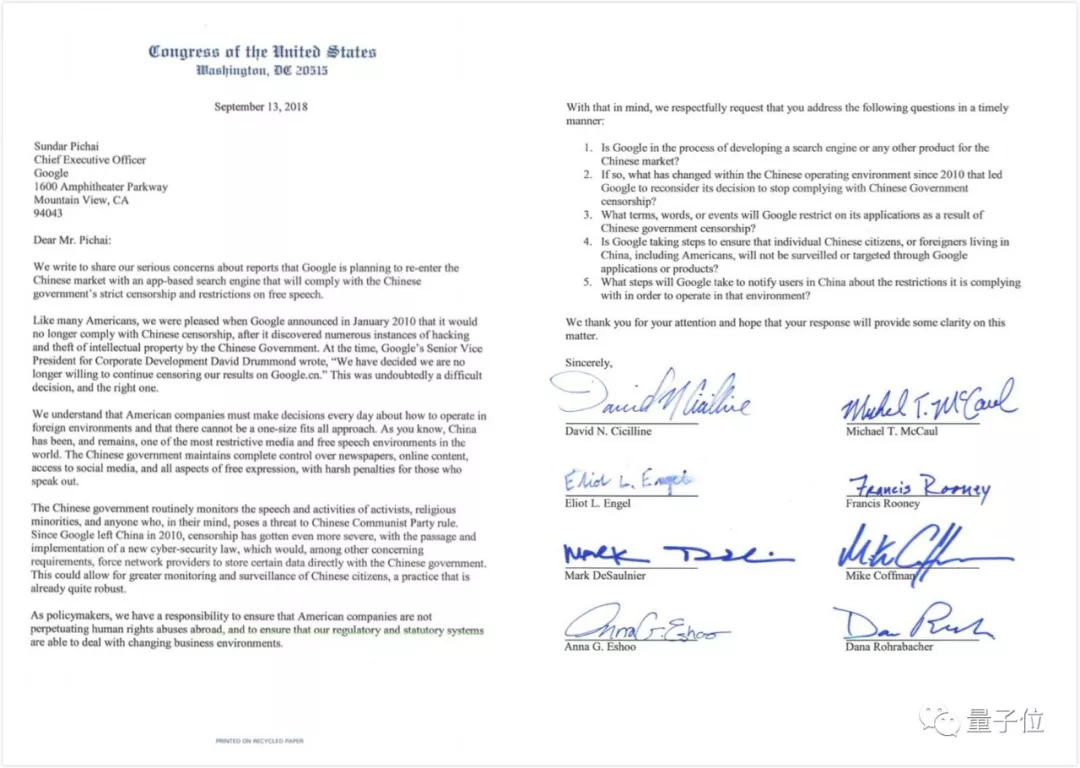 Congress of the United States
Washington, DC 20515
September 13, 2018
Sundar Pichai
Chief Executive Officer
Google
1600 Amphitheater Parkway
Mountain View, CA
94043
Dear Mr. Pichai:
We write to share our serious concerns about reports that Google is planning to re-enter the
Chinese market with an app-based search engine that will comply with the Chinese
government's strict censorship and restrictions on free speech.
Like many Americans, we were pleased when Google announced in January 2010 that it would
no longer comply with Chinese censorship, after it discovered numerous instances of hacking
and theft of intellectual property by the Chinese Government. At the time, Google's Senior Vice
President for Corporate Development David Drummond wrote, "We have decided we are no
longer willing to continue censoring our results on Google.cn." This was undoubtedly a difficult
decision, and the right one.
We understand that American companies must make decisions every day about how to operate in
foreign environments and that there cannot be a one-size fits all approach. As you know, China
has been, and remains, one of the most restrictive media and free speech environments in the
world. The Chinese government maintains complete control over newspapers, online content,
access to social media, and all aspects of free expression, with harsh penalties for those who
speak out.
The Chinese government routinely monitors the speech and activities of activists, religious
minorities, and anyone who, in their mind, poses a threat to Chinese Communist Party rule.
Since Google left China in 2010, censorship has gotten even more severe, with the passage and
implementation of a new cyber-security law, which would, among other concerning
requirements, force network providers to store certain data directly with the Chinese government.
This could allow for greater monitoring and surveillance of Chinese citizens, a practice that is
already quite robust.
As policymakers, we have a responsibility to ensure that American companies are not
perpetuating human rights abuses abroad, and to ensure that our regulatory and statutory systems
are able to deal with changing business environments.
PRINTED ON RECYCLED PAPER
With that in mind, we respectfully request that you address the following questions in a timely
manner:
1. Is Google in the process of developing a search engine or any other product for the
Chinese market?
2. If so, what has changed within the Chinese operating environment since 2010 that led
Google to reconsider its decision to stop complying with Chinese Government
censorship?
3. What terms, words, or events will Google restrict on its applications as a result of
Chinese government censorship?
4. Is Google taking steps to ensure that individual Chinese citizens, or foreigners living in
China, including Americans, will not be surveilled or targeted through Google
applications or products?
5. What steps will Google take to notify users in China about the restrictions it is complying
with in order to operate in that environment?
We thank you for your attention and hope that your response will provide some clarity on this
matter.
Sincerely,
David N Cicilline
David N. Cicilline
Michael T. McCaul
Michael T. McCaul
Eliot L. Engel
Eliot L. Engel
Francis Rooney
Francis Rooney
Mark DeSaulnier
Mike Coffman
Anna G. Eshoo
Anna G. Eshoo
Dana Rohrabacher
量子位